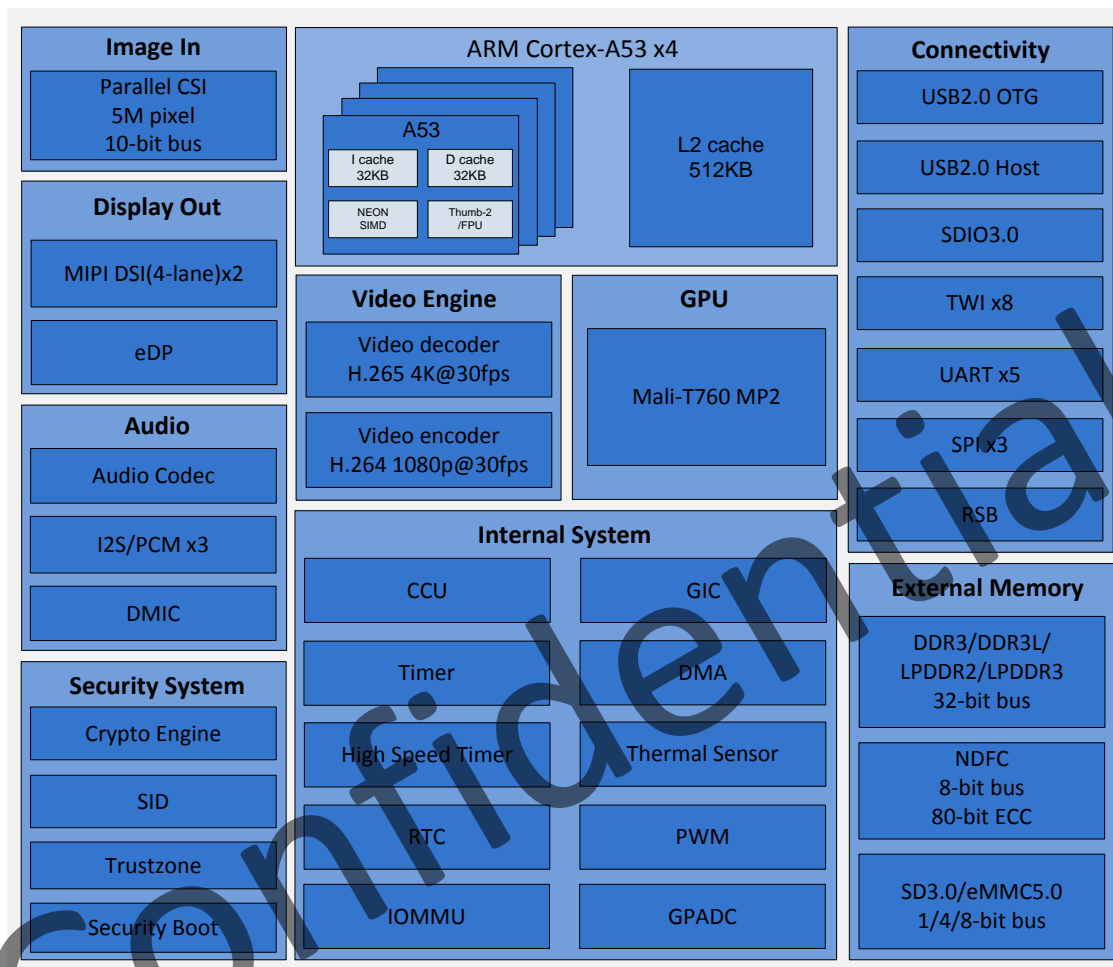 Image In
Parallel CSI
5M pixel
10-bit bus
Display Out
MIPI DSI(4-lane)x2
eDP
Audio
Audio Codec
I2S/PCM x3
DMIC
Security System
Crypto Engine
SID
Trustzone
Security Boot
ARM Cortex-A53 x4
A53
I cache
32KB
D cache
32KB
NEON
SIMD
Thumb-2
/FPU
L2 cache
512KB
Video Engine
Video decoder
H.265 4K@30fps
Video encoder
H.264 1080p@30fps
GPU
Mali-T760 MP2
Internal System
CCU
GIC
Timer
DMA
High Speed Timer
Thermal Sensor
RTC
PWM
IOMMU
GPADC
Connectivity
USB2.0 OTG
USB2.0 Host
SDIO3.0
TWI x8
UART x5
SPI x3
RSB
External Memory
DDR3/DDR3L/
LPDDR2/LPDDR3
32-bit bus
NDFC
8-bit bus
80-bit ECC
SD3.0/eMMC5.0
1/4/8-bit bus
Confidential